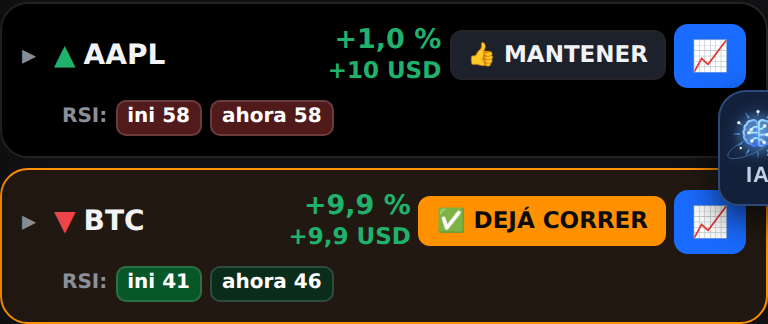 ▶ ▲ AAPL +1,0 % 👍 MANTENER 📈
+10 USD
RSI: ini 58 ahora 58
IA
▶ ▼ BTC +9,9 % ✅ DEJÁ CORRER 📈
+9,9 USD
RSI: ini 41 ahora 46